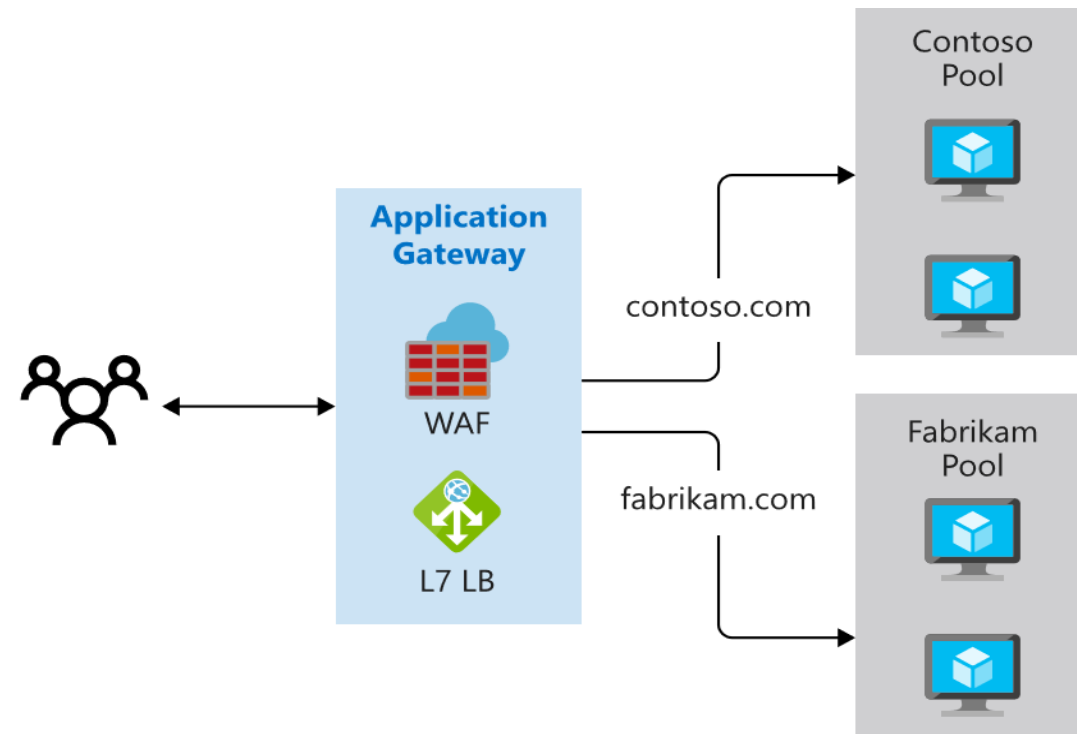 Application
Gateway
WAF
L7 LB
contoso.com
fabrikam.com
Contoso
Pool
Fabrikam
Pool